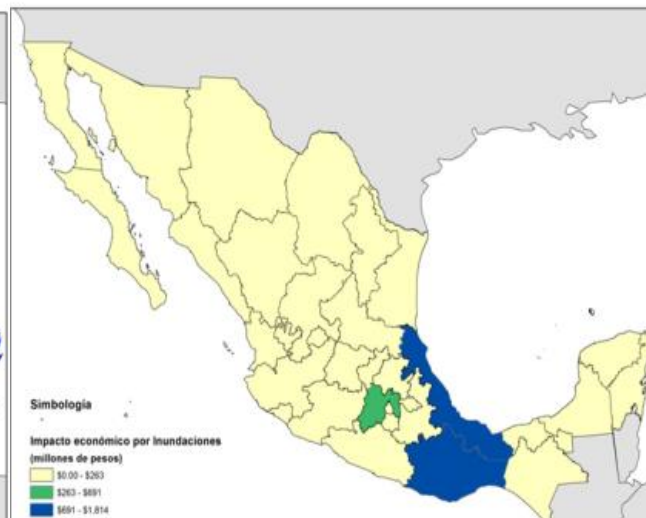 Simbología
Impacto económico por Inundaciones
(millones de pesos)
$0.00 - $263
$263 - $691
$691 - $1,814